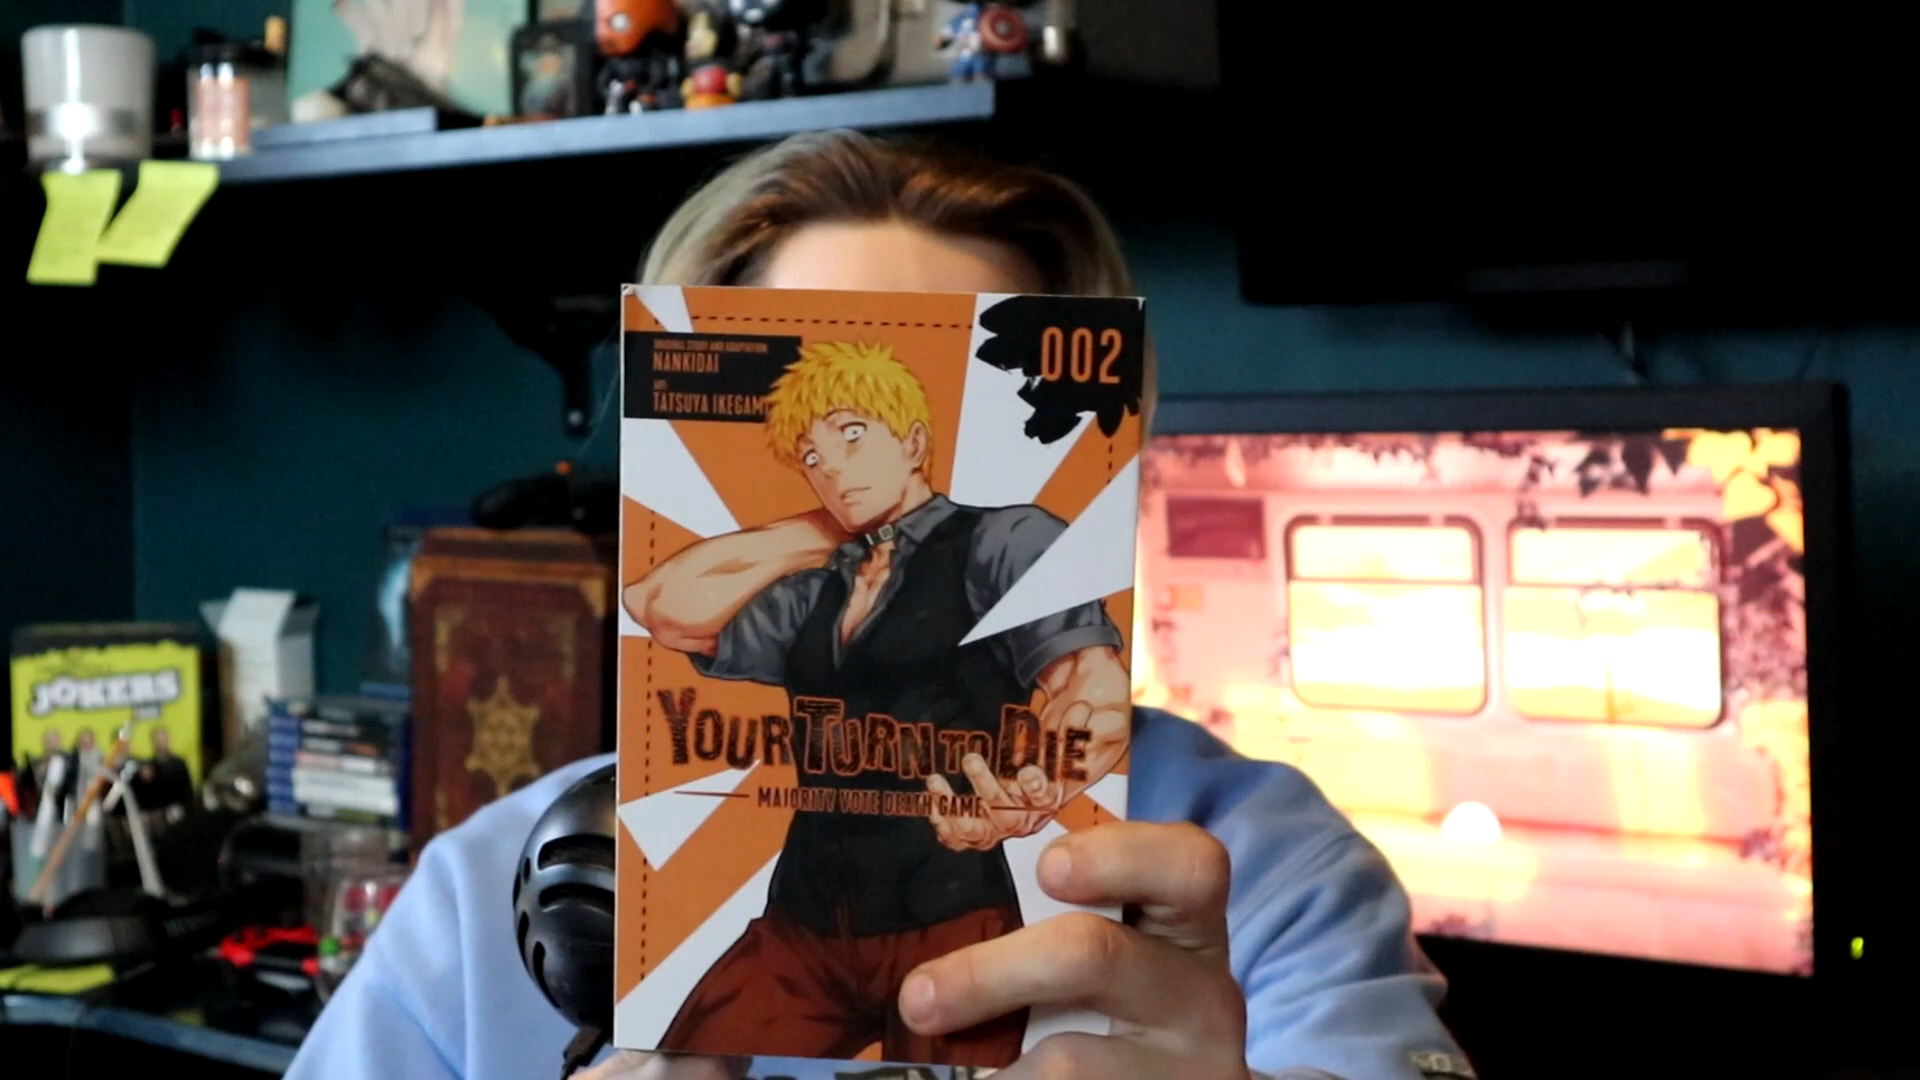 002
ORIGINAL STORY AND ADAPTATION
NANKIDAI
ART
TATSUYA IKEGAMI
YOUR TURN TO DIE
MAJORITY VOTE DEATH GAME
JOKERS